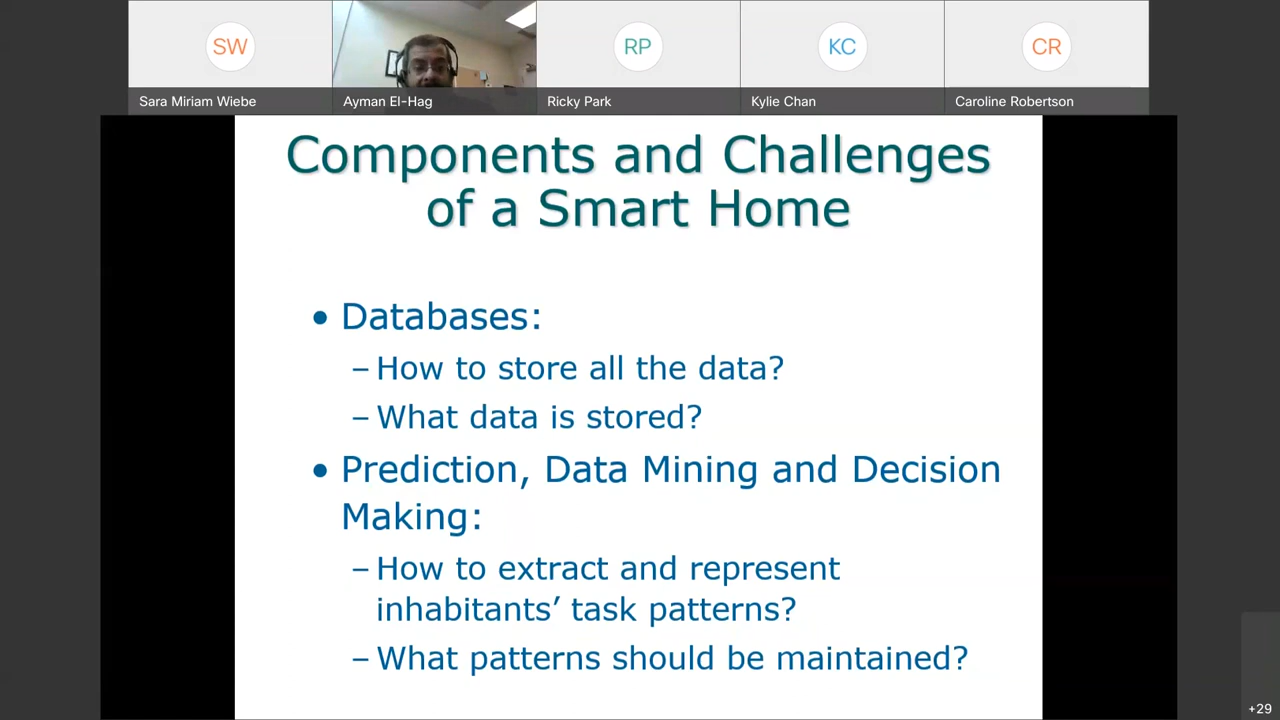 SW
RP
KC
CR
Sara Miriam Wiebe
Ayman El-Hag
Ricky Park
Kylie Chan
Caroline Robertson
Components and Challenges
of a Smart Home
• Databases:
– How to store all the data?
– What data is stored?
• Prediction, Data Mining and Decision
Making:
– How to extract and represent
inhabitants’ task patterns?
– What patterns should be maintained?
+29